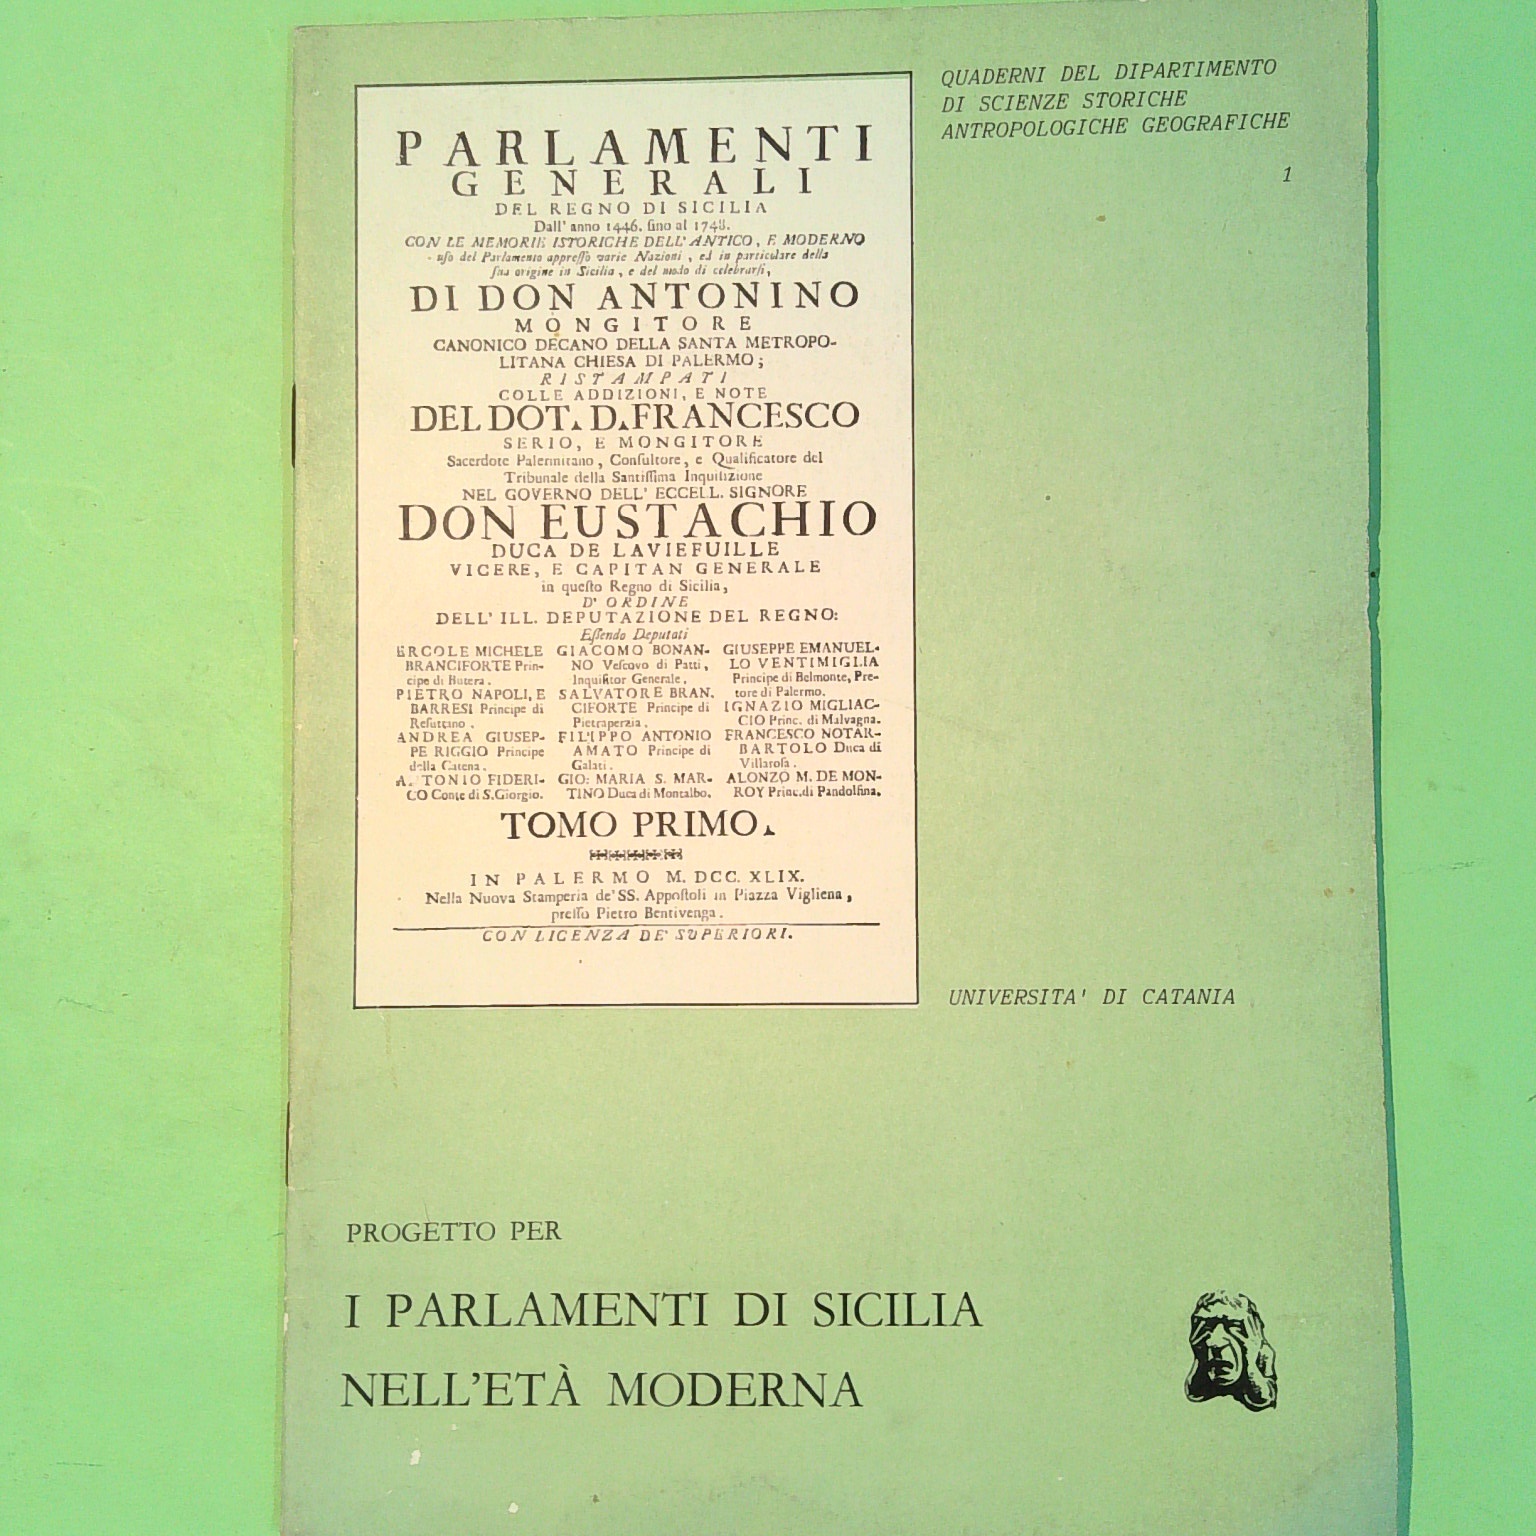 QUADERNI DEL DIPARTIMENTO
DI SCIENZE STORICHE
ANTROPOLOGICHE GEOGRAFICHE
1
PARLAMENTI
GENERALI
DEL REGNO DI SICILIA
Dall' anno 1446. fino al 1748.
CON LE MEMORIE ISTORICHE DELL' ANTICO, E MODERNO
uſo del Parlamento appreſſo varie Nazioni, ed in particolare della
ſua origine in Sicilia, e del modo di celebrarſi,
DI DON ANTONINO
MONGITORE
CANONICO DECANO DELLA SANTA METROPO-
LITANA CHIESA DI PALERMO;
RISTAMPATI
COLLE ADDIZIONI, E NOTE
DEL DOT. D. FRANCESCO
SERIO, E MONGITORE
Sacerdote Palermitano, Conſultore, e Qualificatore del
Tribunale della Santiſſima Inquiſizione
NEL GOVERNO DELL' ECCELL. SIGNORE
DON EUSTACHIO
DUCA DE LAVIEFUILLE
VICERE, E CAPITAN GENERALE
in queſto Regno di Sicilia,
D' ORDINE
DELL' ILL. DEPUTAZIONE DEL REGNO:
Eſſendo Deputati
ERCOLE MICHELE
BRANCIFORTE Prin-
cipe di Butera.
PIETRO NAPOLI, E
BARRESI Principe di
Reſuttano.
ANDREA GIUSEP-
PE RIGGIO Principe
della Catena.
A. TONIO FIDERI-
CO Conte di S. Giorgio.
GIACOMO BONAN-
NO Veſcovo di Patti,
Inquiſitor Generale.
SALVATORE BRAN.
CIFORTE Principe di
Pietraperzia.
FILIPPO ANTONIO
AMATO Principe di
Galati.
GIO: MARIA S. MAR-
TINO Duca di Montalbo.
GIUSEPPE EMANUEL-
LO VENTIMIGLIA
Principe di Belmonte, Pre-
tore di Palermo.
IGNAZIO MIGLIAC-
CIO Princ. di Malvagna.
FRANCESCO NOTAR-
BARTOLO Duca di
Villaroſa.
ALONZO M. DE MON-
ROY Princ. di Pandolfina.
TOMO PRIMO.
IN PALERMO M. DCC. XLIX.
Nella Nuova Stamperia de' SS. Appoſtoli in Piazza Vigliena,
preſſo Pietro Bentivenga.
CON LICENZA DE' SUPERIORI.
UNIVERSITA' DI CATANIA
PROGETTO PER
I PARLAMENTI DI SICILIA
NELL'ETÀ MODERNA